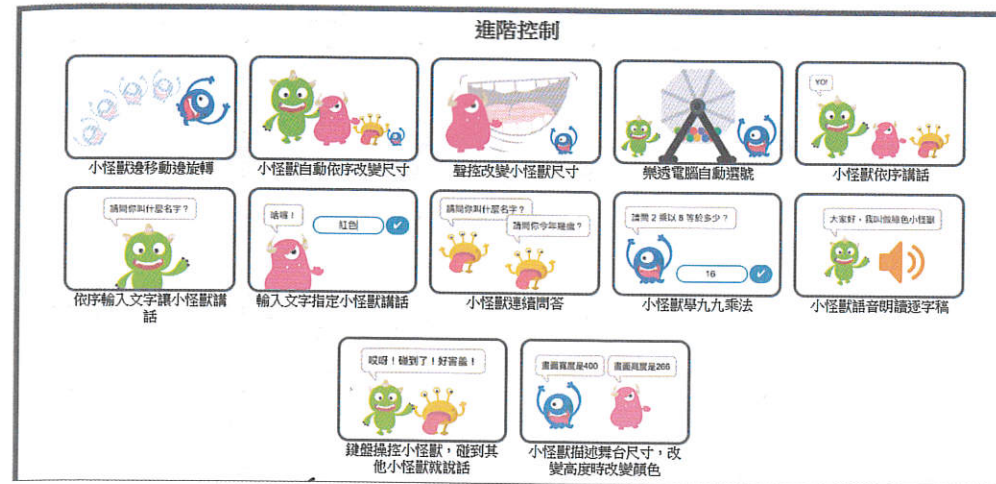 進階控制
YO!
小怪獸邊移動邊旋轉
小怪獸自動依序改變尺寸
聲控改變小怪獸尺寸
樂透電腦自動選號
小怪獸依序講話
請問你叫什麼名字?
哈囉!
紅色
請問你叫什麼名字?
請問你今年幾歲?
請問 2 乘以 8 等於多少?
16
大家好,我叫做綠色小怪獸
依序輸入文字讓小怪獸講
話
輸入文字指定小怪獸講話
小怪獸連續問答
小怪獸學九九乘法
小怪獸語音朗讀逐字稿
哎呀!碰到了!好害羞!
畫面寬度是400
畫面高度是266
鍵盤操控小怪獸,碰到其
他小怪獸就說話
小怪獸描述舞台尺寸,改
變高度時改變顏色